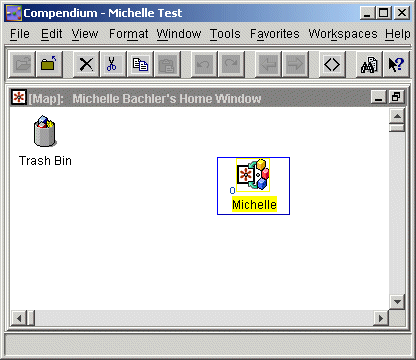 Compendium - Michelle Test
File Edit View Format Window Tools Favorites Workspaces Help
[Map]: Michelle Bachler's Home Window
Trash Bin
0
Michelle